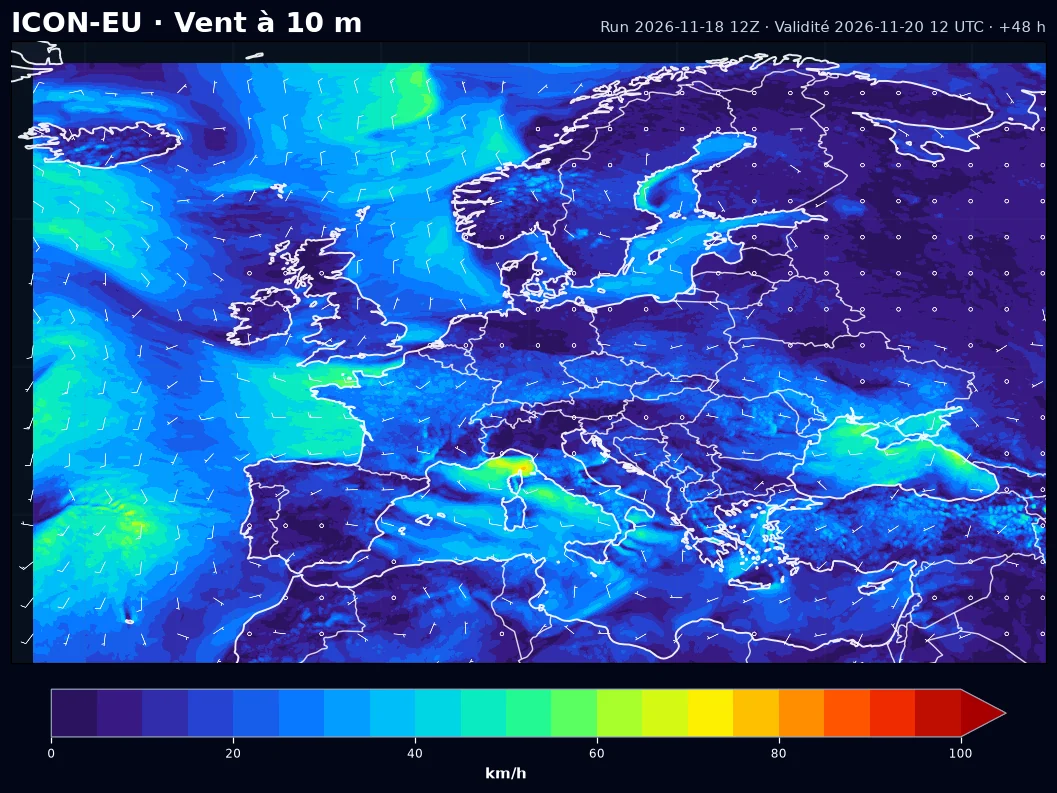 ICON-EU · Vent à 10 m
Run 2026-11-18 12Z · Validité 2026-11-20 12 UTC · +48 h
0 20 40 60 80 100
km/h